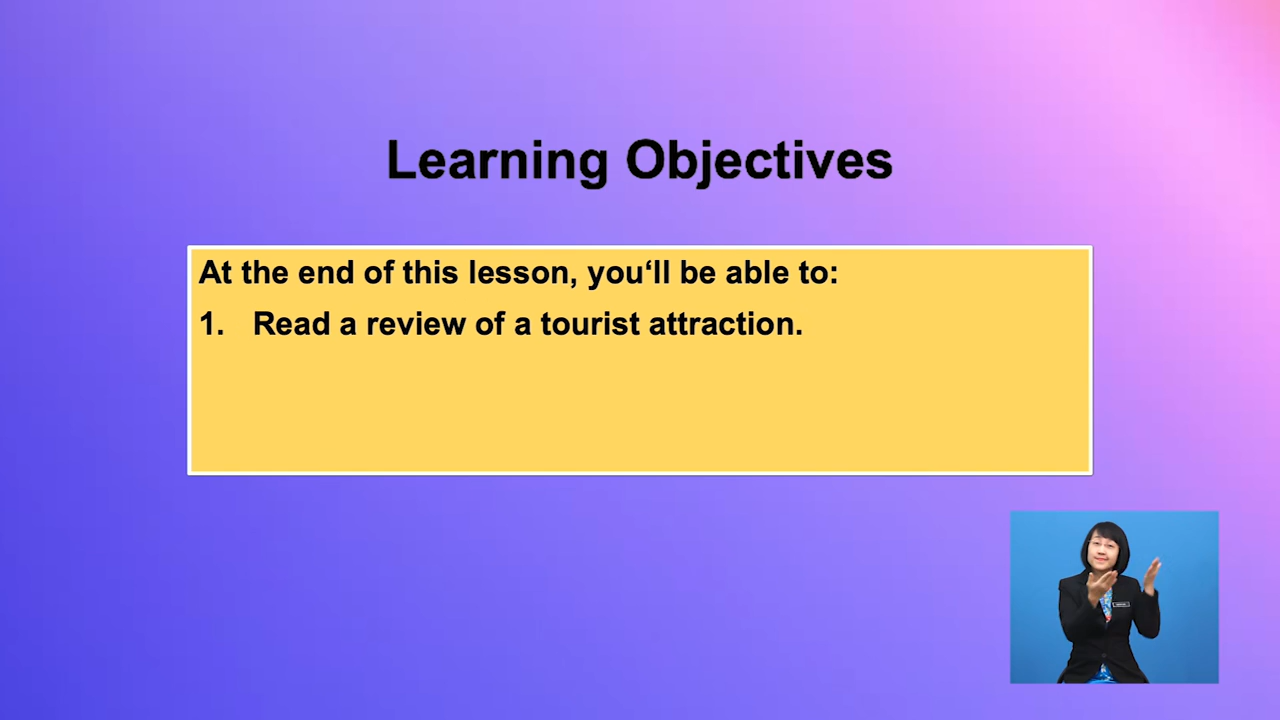 Learning Objectives
At the end of this lesson, you‘ll be able to:
1. Read a review of a tourist attraction.